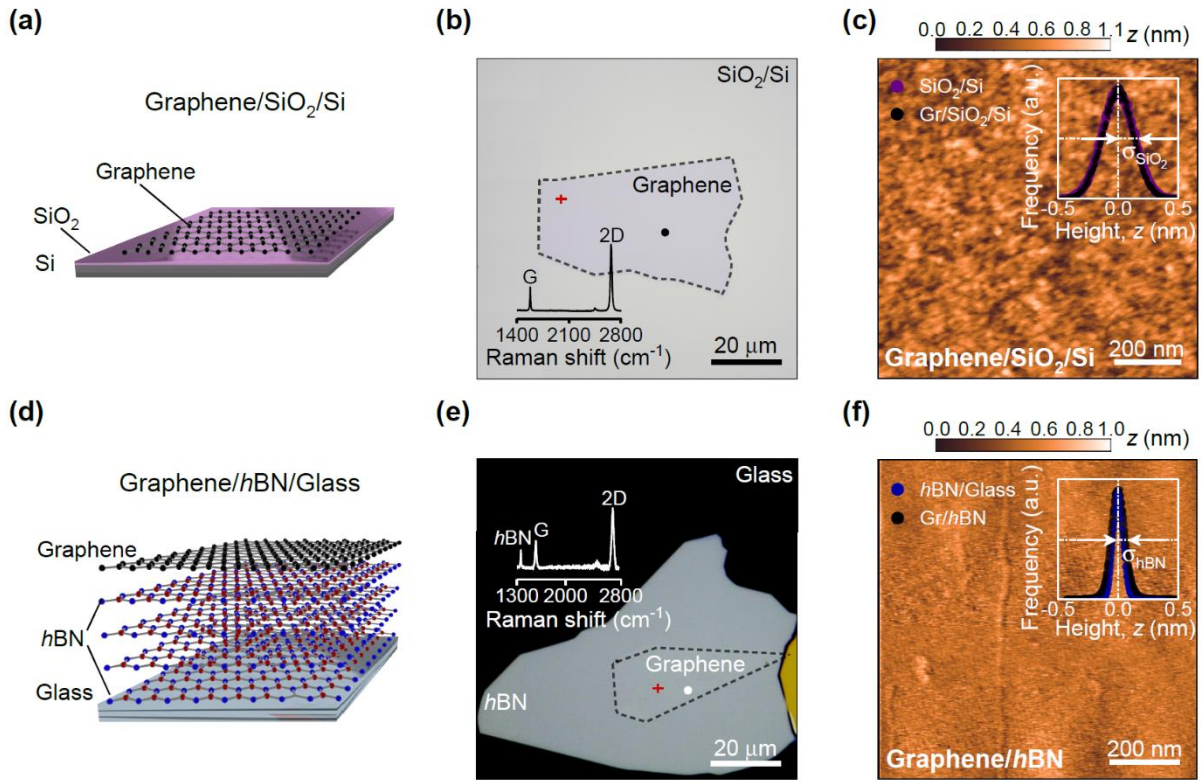 (a)
Graphene/SiO₂/Si
Graphene
SiO₂
Si
(b)
SiO₂/Si
Graphene
2D
G
1400 2100 2800
Raman shift (cm⁻¹)
20 μm
(c)
0.0 0.2 0.4 0.6 0.8 1.1 z (nm)
SiO₂/Si
Gr/SiO₂/Si
Frequency (a.u.)
σSiO₂
-0.5 0.0 0.5
Height, z (nm)
Graphene/SiO₂/Si
200 nm
(d)
Graphene/hBN/Glass
Graphene
hBN
Glass
(e)
Glass
2D
hBN G
1300 2000 2800
Raman shift (cm⁻¹)
Graphene
hBN
20 μm
(f)
0.0 0.2 0.4 0.6 0.8 1.0 z (nm)
hBN/Glass
Gr/hBN
Frequency (a.u.)
σhBN
-0.5 0.0 0.5
Height, z (nm)
Graphene/hBN
200 nm